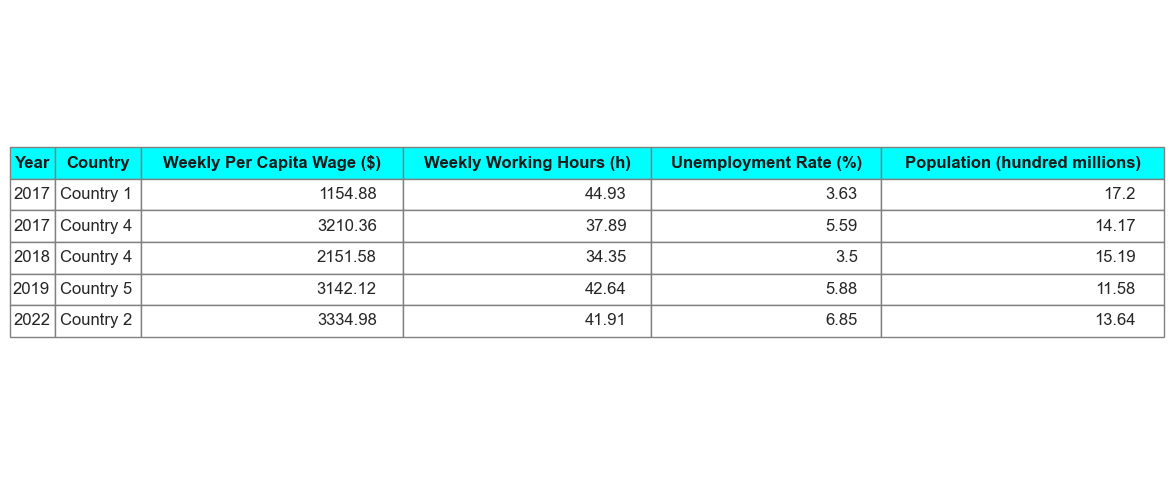 Year Country Weekly Per Capita Wage ($) Weekly Working Hours (h) Unemployment Rate (%) Population (hundred millions)
2017 Country 1 1154.88 44.93 3.63 17.2
2017 Country 4 3210.36 37.89 5.59 14.17
2018 Country 4 2151.58 34.35 3.5 15.19
2019 Country 5 3142.12 42.64 5.88 11.58
2022 Country 2 3334.98 41.91 6.85 13.64